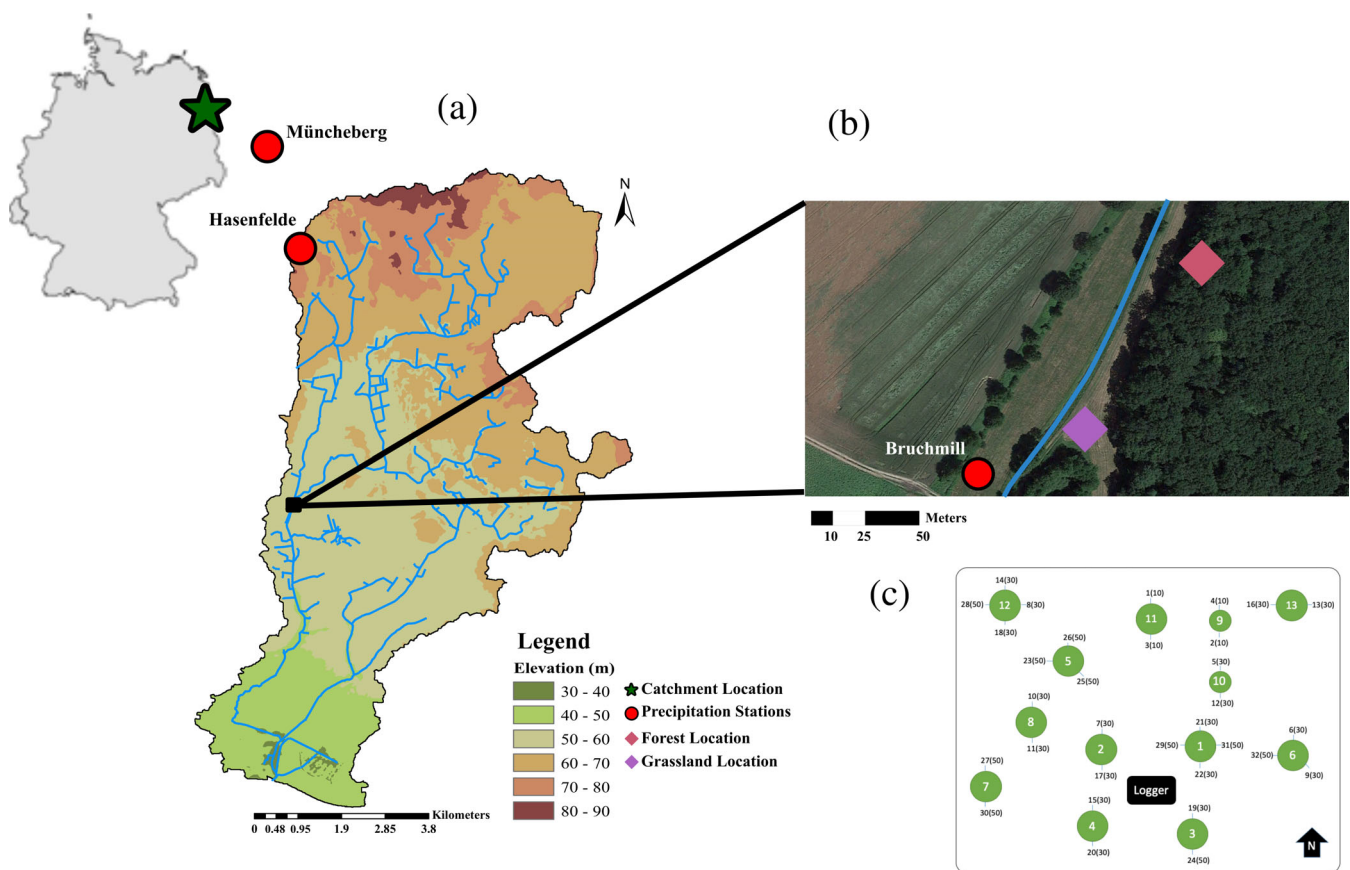 (a)
Müncheberg
Hasenfelde
N
Legend
Elevation (m)
30 - 40
40 - 50
50 - 60
60 - 70
70 - 80
80 - 90
Catchment Location
Precipitation Stations
Forest Location
Grassland Location
Kilometers
0 0.48 0.95 1.9 2.85 3.8
(b)
Bruchmill
Meters
10 25 50
(c)
14(30)
28(50) 12 8(30)
18(30)
1(10)
11
3(10)
4(10)
9
2(10)
16(30) 13 13(30)
26(50)
23(50) 5
25(50)
5(30)
10
12(30)
10(30)
8
11(30)
7(30)
2
17(30)
21(30)
29(50) 1 31(50)
22(30)
6(30)
32(50) 6
9(30)
27(50)
7
30(50)
Logger
15(30)
4
20(30)
19(30)
3
24(50)
N